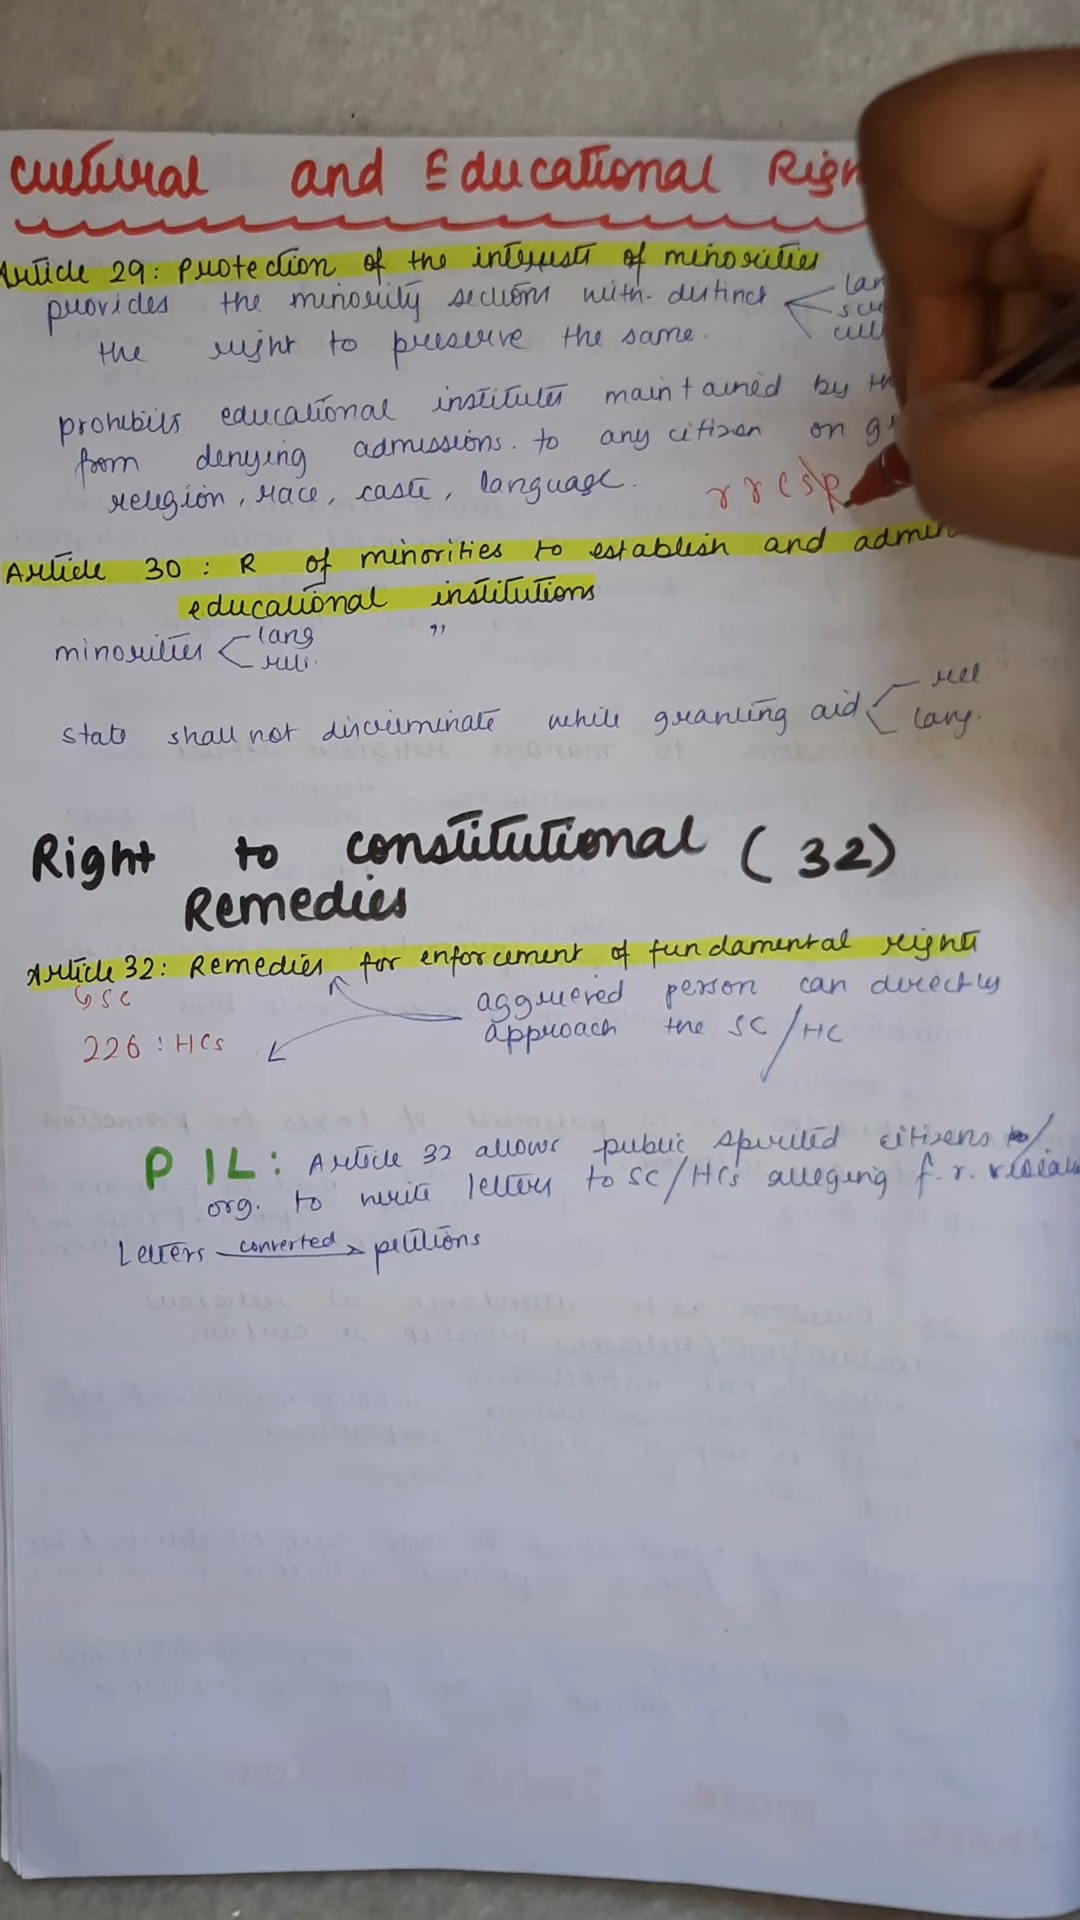 Cultural and Educational Righ
Article 29: Protection of the interests of minorities
provides the minority sections with distinct
the right to preserve the same.
prohibits educational institutes maintained by
from denying admissions. to any citizen on
religion, race, caste, language.
r r c s p
Article 30 : R of minorities to establish and admin
educational institutions
minorities lang "
reli.
state shall not discriminate while granting aid rel
lang.
Right to constitutional (32)
Remedies
Article 32: Remedies for enforcement of fundamental rights
SC aggrieved person can directly
226 : HCs approach the SC/HC
PIL: Article 32 allows public spirited citizens /
org. to write letters to SC/HCs alleging f.r.
Letters converted petitions